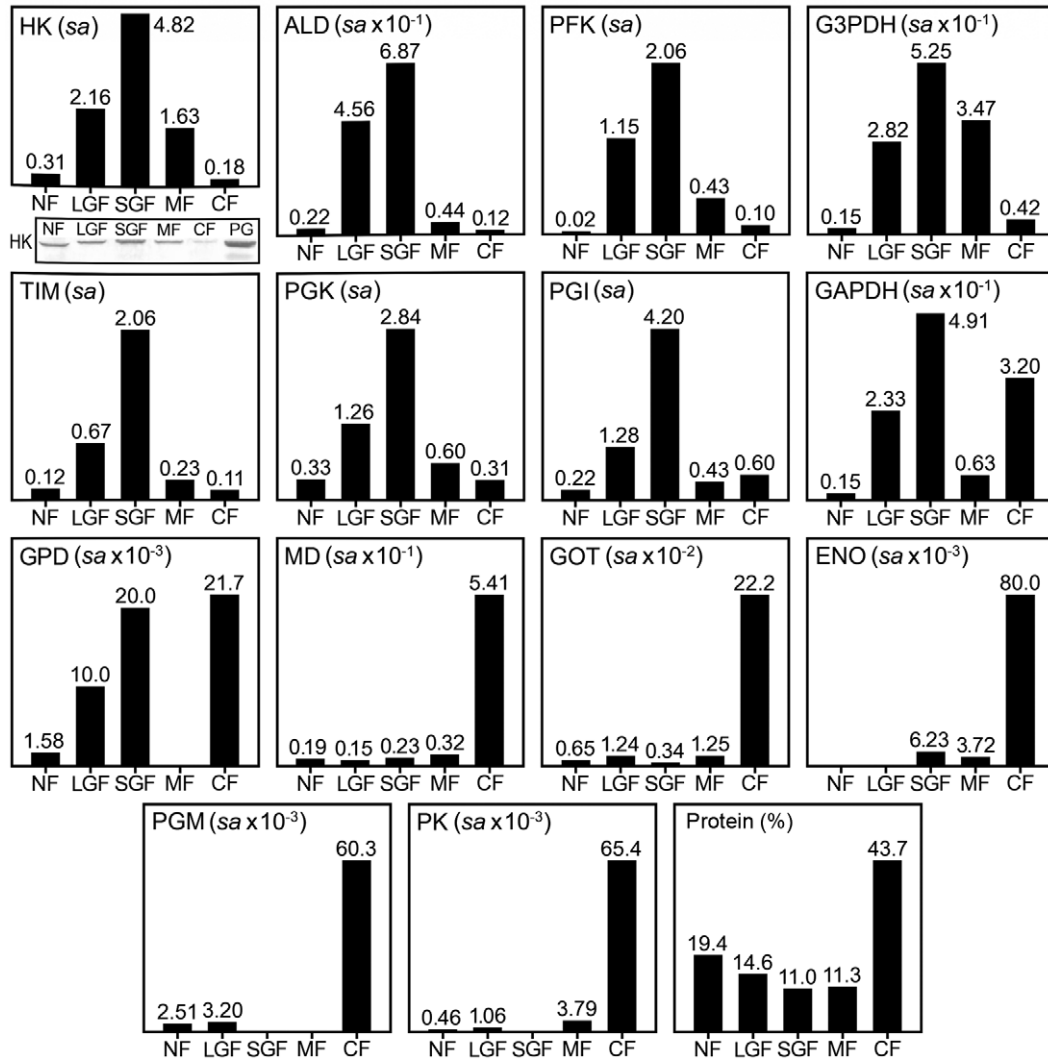 HK (sa)
4.82
2.16
1.63
0.31
0.18
NF LGF SGF MF CF
HK
NF LGF SGF MF CF PG
ALD (sa x10⁻¹)
6.87
4.56
0.22
0.44
0.12
NF LGF SGF MF CF
PFK (sa)
2.06
1.15
0.43
0.02
0.10
NF LGF SGF MF CF
G3PDH (sa x10⁻¹)
5.25
3.47
2.82
0.15
0.42
NF LGF SGF MF CF
TIM (sa)
2.06
0.67
0.12
0.23
0.11
NF LGF SGF MF CF
PGK (sa)
2.84
1.26
0.33
0.60
0.31
NF LGF SGF MF CF
PGI (sa)
4.20
1.28
0.22
0.43
0.60
NF LGF SGF MF CF
GAPDH (sa x10⁻¹)
4.91
3.20
2.33
0.15
0.63
NF LGF SGF MF CF
GPD (sa x10⁻³)
20.0
21.7
10.0
1.58
NF LGF SGF MF CF
MD (sa x10⁻¹)
5.41
0.19 0.15 0.23 0.32
NF LGF SGF MF CF
GOT (sa x10⁻²)
22.2
0.65 1.24 0.34 1.25
NF LGF SGF MF CF
ENO (sa x10⁻³)
80.0
6.23 3.72
NF LGF SGF MF CF
PGM (sa x10⁻³)
60.3
2.51 3.20
NF LGF SGF MF CF
PK (sa x10⁻³)
65.4
0.46 1.06 3.79
NF LGF SGF MF CF
Protein (%)
43.7
19.4
14.6
11.0 11.3
NF LGF SGF MF CF